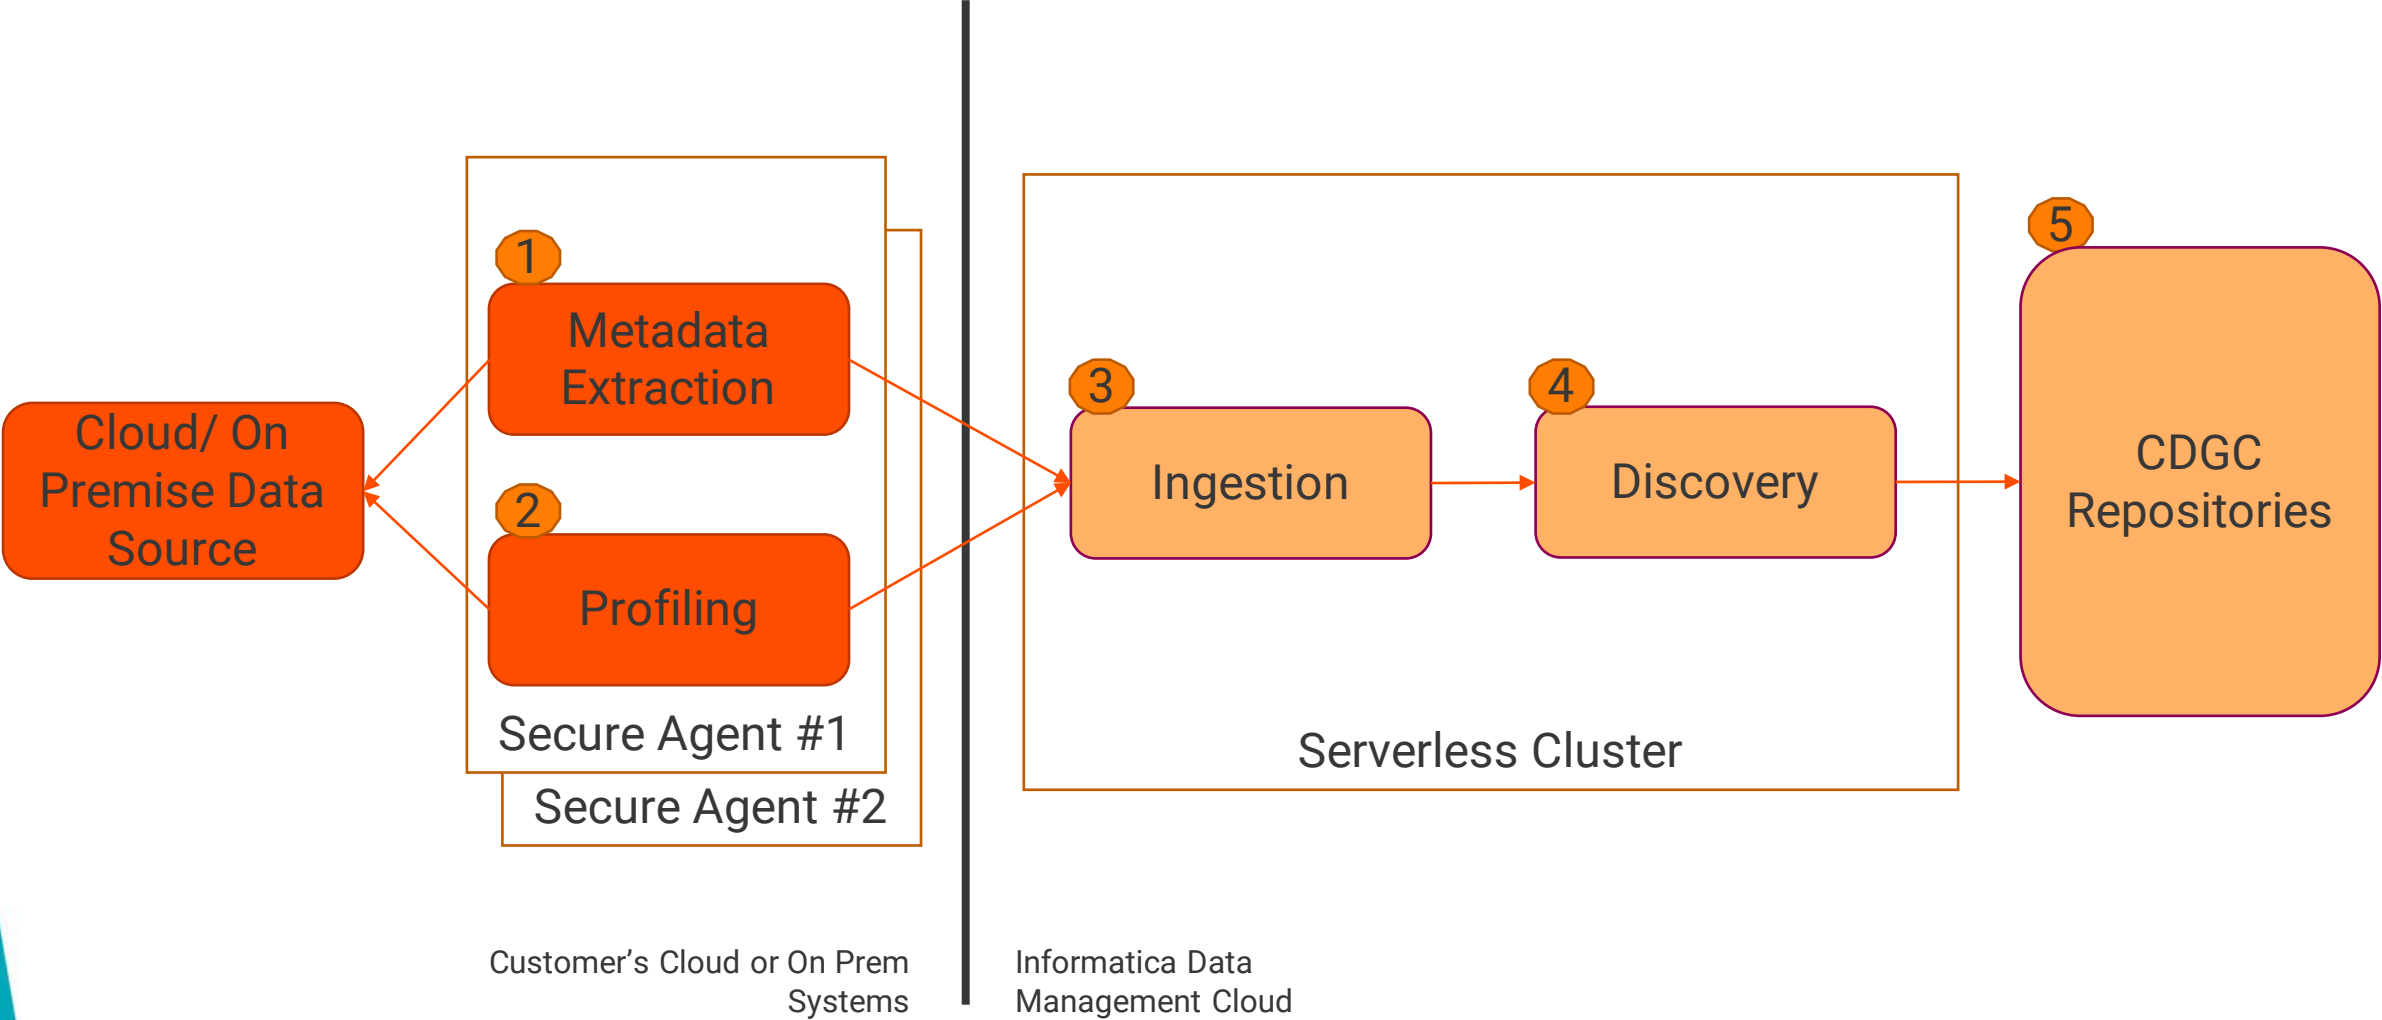 Cloud/ On
Premise Data
Source
1
Metadata
Extraction
2
Profiling
Secure Agent #1
Secure Agent #2
3
Ingestion
4
Discovery
Serverless Cluster
5
CDGC
Repositories
Customer’s Cloud or On Prem
Systems
Informatica Data
Management Cloud